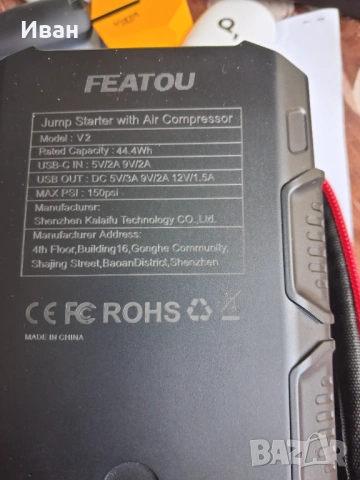 Иван
FEATOU
Jump Starter with Air Compressor
Model : V2
Rated Capacity : 44.4Wh
USB-C IN : 5V/2A 9V/2A
USB OUT : DC 5V/3A 9V/2A 12V/1.5A
MAX PSI : 150psi
Manufacturer:
Shenzhen Kalaifu Technology CO.,Ltd.
Manufacturer Address:
4th Floor,Building16,Gonghe Community,
Shajing Street,BaoanDistricl,Shenzhen
CE FC ROHS
MADE IN CHINA
BAZAR